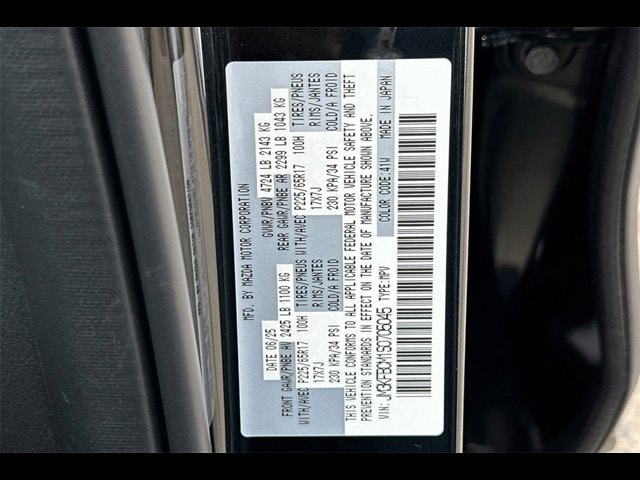 MFD. BY MAZDA MOTOR CORPORATION
DATE 06/25 GVWR/PNBV 4724 LB 2143 KG
FRONT GAWR/PNBE AV 2425 LB 1100 KG REAR GAWR/PNBE AR 2299 LB 1043 KG
TIRES/PNEUS TIRES/PNEUS
WITH/AVEC P225/65R17 100H RIMS/JANTES WITH/AVEC P225/65R17 100H RIMS/JANTES
17X7J COLD/A FROID 17X7J COLD/A FROID
230 KPA/34 PSI 230 KPA/34 PSI
THIS VEHICLE CONFORMS TO ALL APPLICABLE FEDERAL MOTOR VEHICLE SAFETY AND THEFT
PREVENTION STANDARDS IN EFFECT ON THE DATE OF MANUFACTURE SHOWN ABOVE.
VIN: TYPE:MPV COLOR CODE:41W MADE IN JAPAN